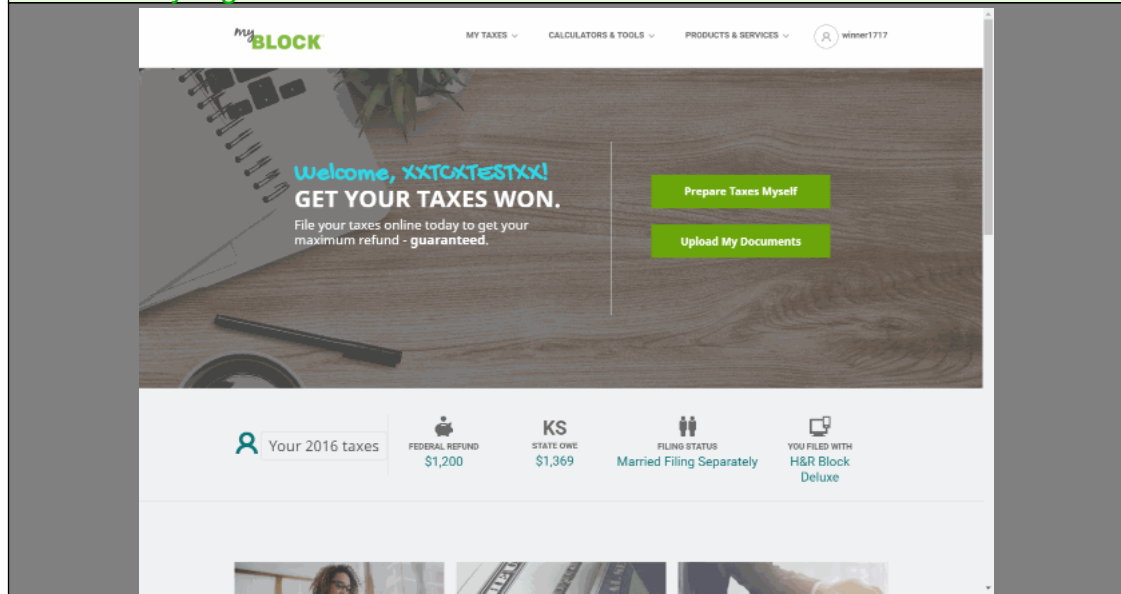 my BLOCK
MY TAXES CALCULATORS & TOOLS PRODUCTS & SERVICES winner1717
Welcome, XXTCXTESTXX!
GET YOUR TAXES WON.
File your taxes online today to get your
maximum refund - guaranteed.
Prepare Taxes Myself
Upload My Documents
Your 2016 taxes
FEDERAL REFUND
$1,200
KS
STATE OWE
$1,369
FILING STATUS
Married Filing Separately
YOU FILED WITH
H&R Block
Deluxe